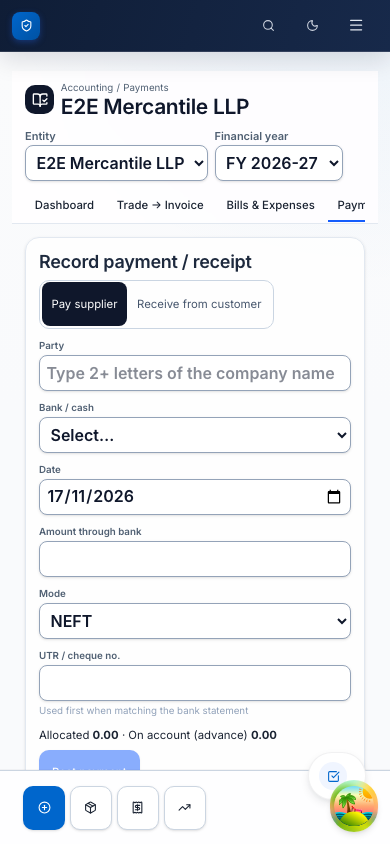 Accounting / Payments
E2E Mercantile LLP
Entity
Financial year
E2E Mercantile LLP
FY 2026-27
Dashboard
Trade → Invoice
Bills & Expenses
Record payment / receipt
Pay supplier
Receive from customer
Party
Type 2+ letters of the company name
Bank / cash
Select...
Date
17/11/2026
Amount through bank
Mode
NEFT
UTR / cheque no.
Used first when matching the bank statement
Allocated 0.00 · On account (advance) 0.00